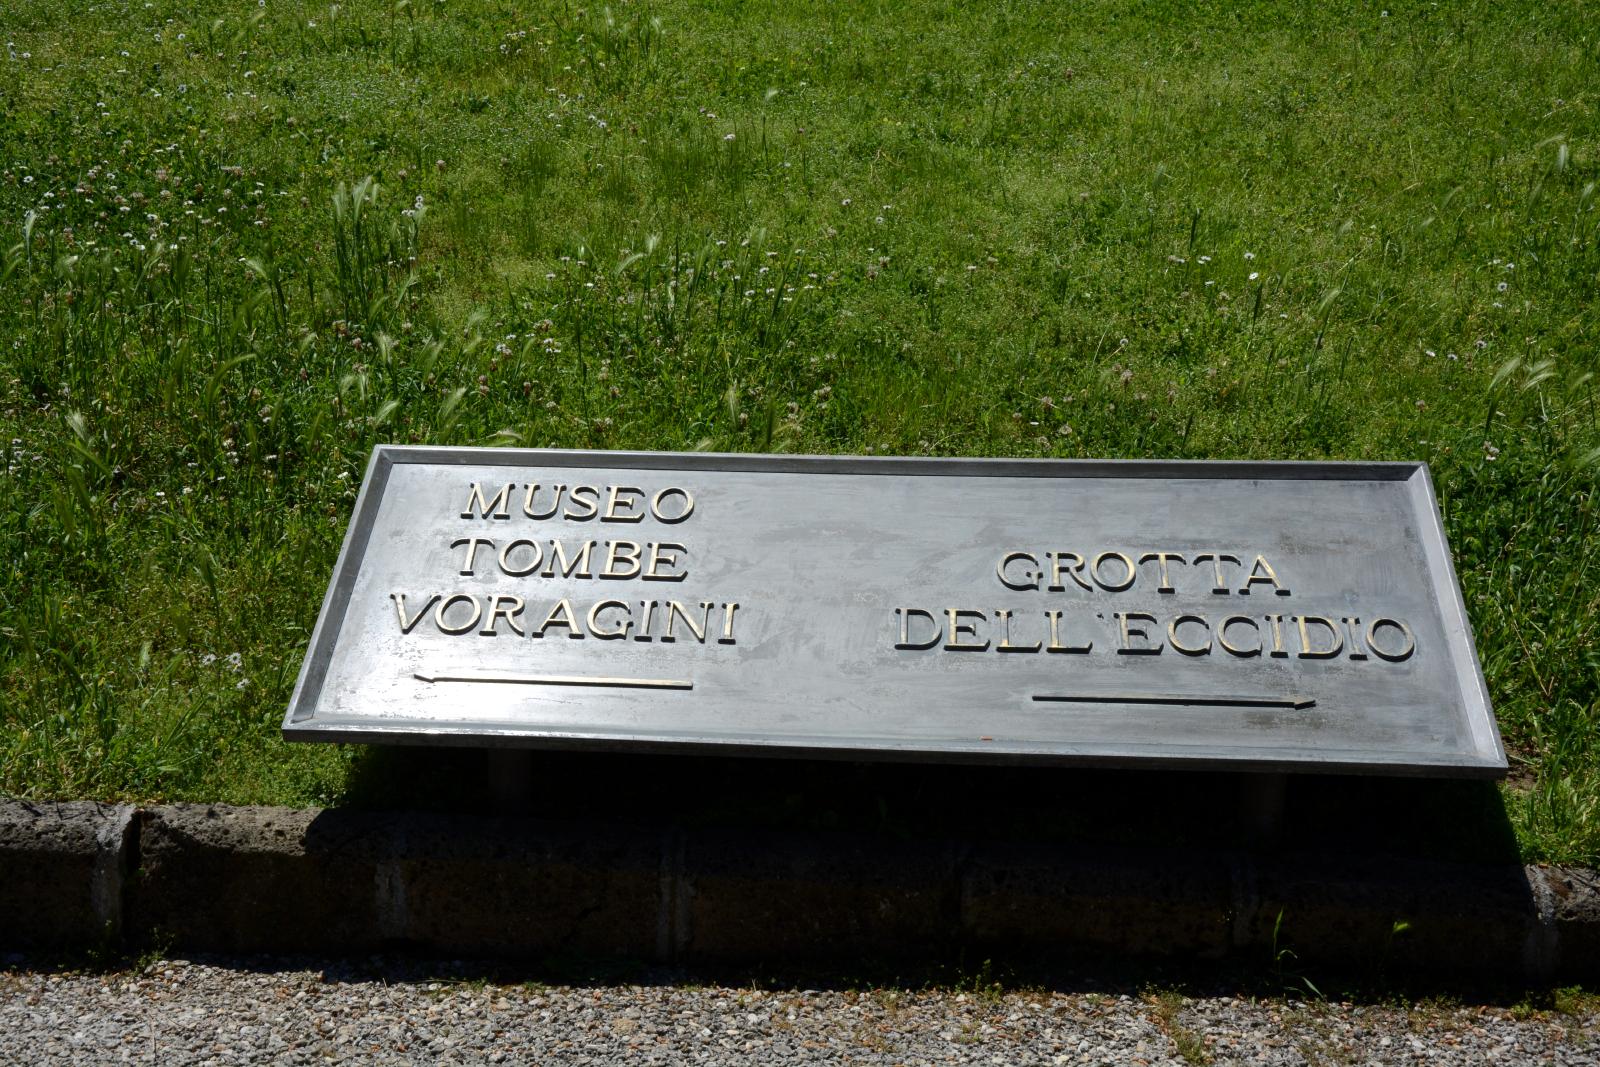 MUSEO
TOMBE
VORAGINI
GROTTA
DELL'ECCIDIO